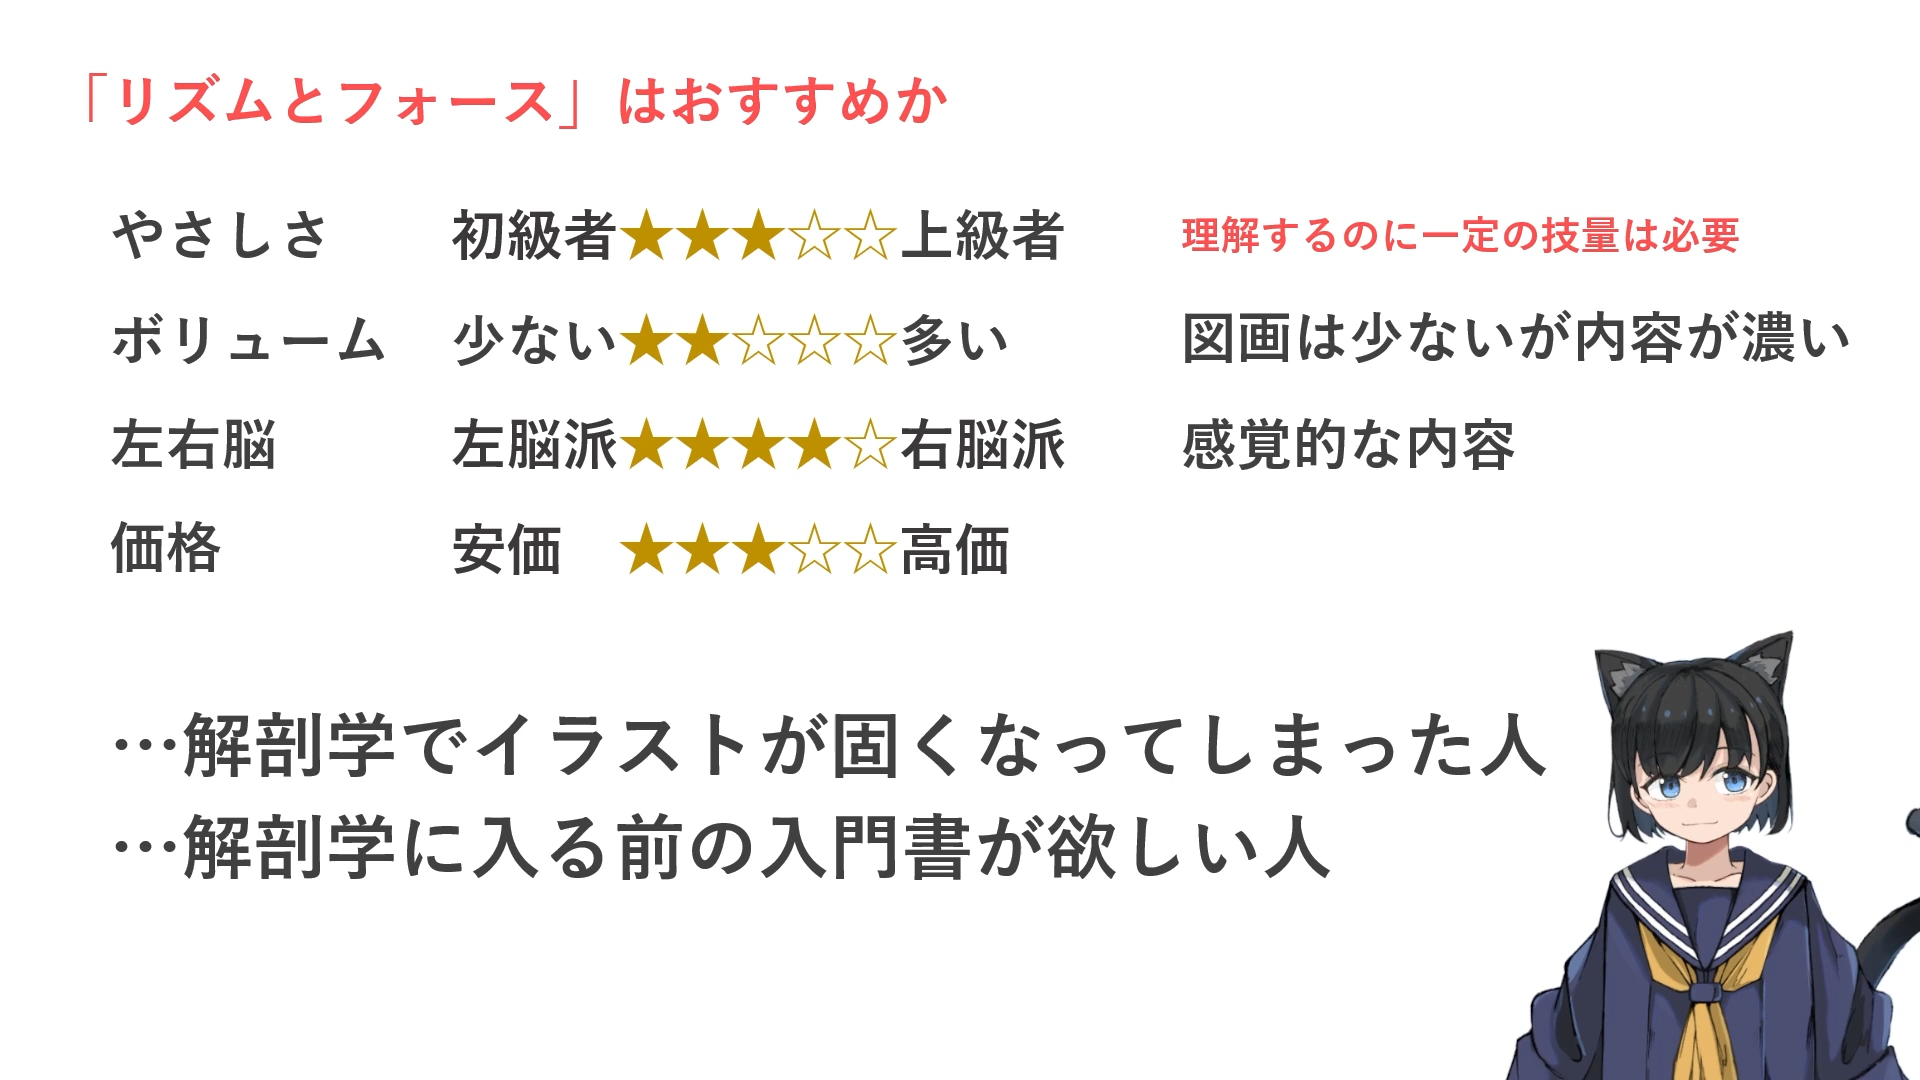 「リズムとフォース」はおすすめか
やさしさ 初級者★★★☆☆上級者 理解するのに一定の技量は必要
ボリューム 少ない★★☆☆☆多い 図画は少ないが内容が濃い
左右脳 左脳派★★★★☆右脳派 感覚的な内容
価格 安価 ★★★☆☆高価
…解剖学でイラストが固くなってしまった人
…解剖学に入る前の入門書が欲しい人